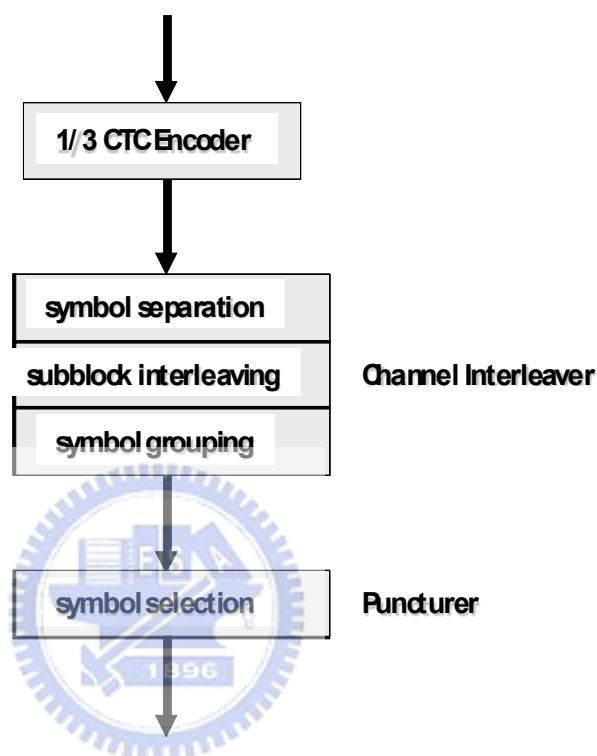 1/3 CTC Encoder
symbol separation
subblock interleaving
Channel Interleaver
symbol grouping
symbol selection
Puncturer
E S A
1896